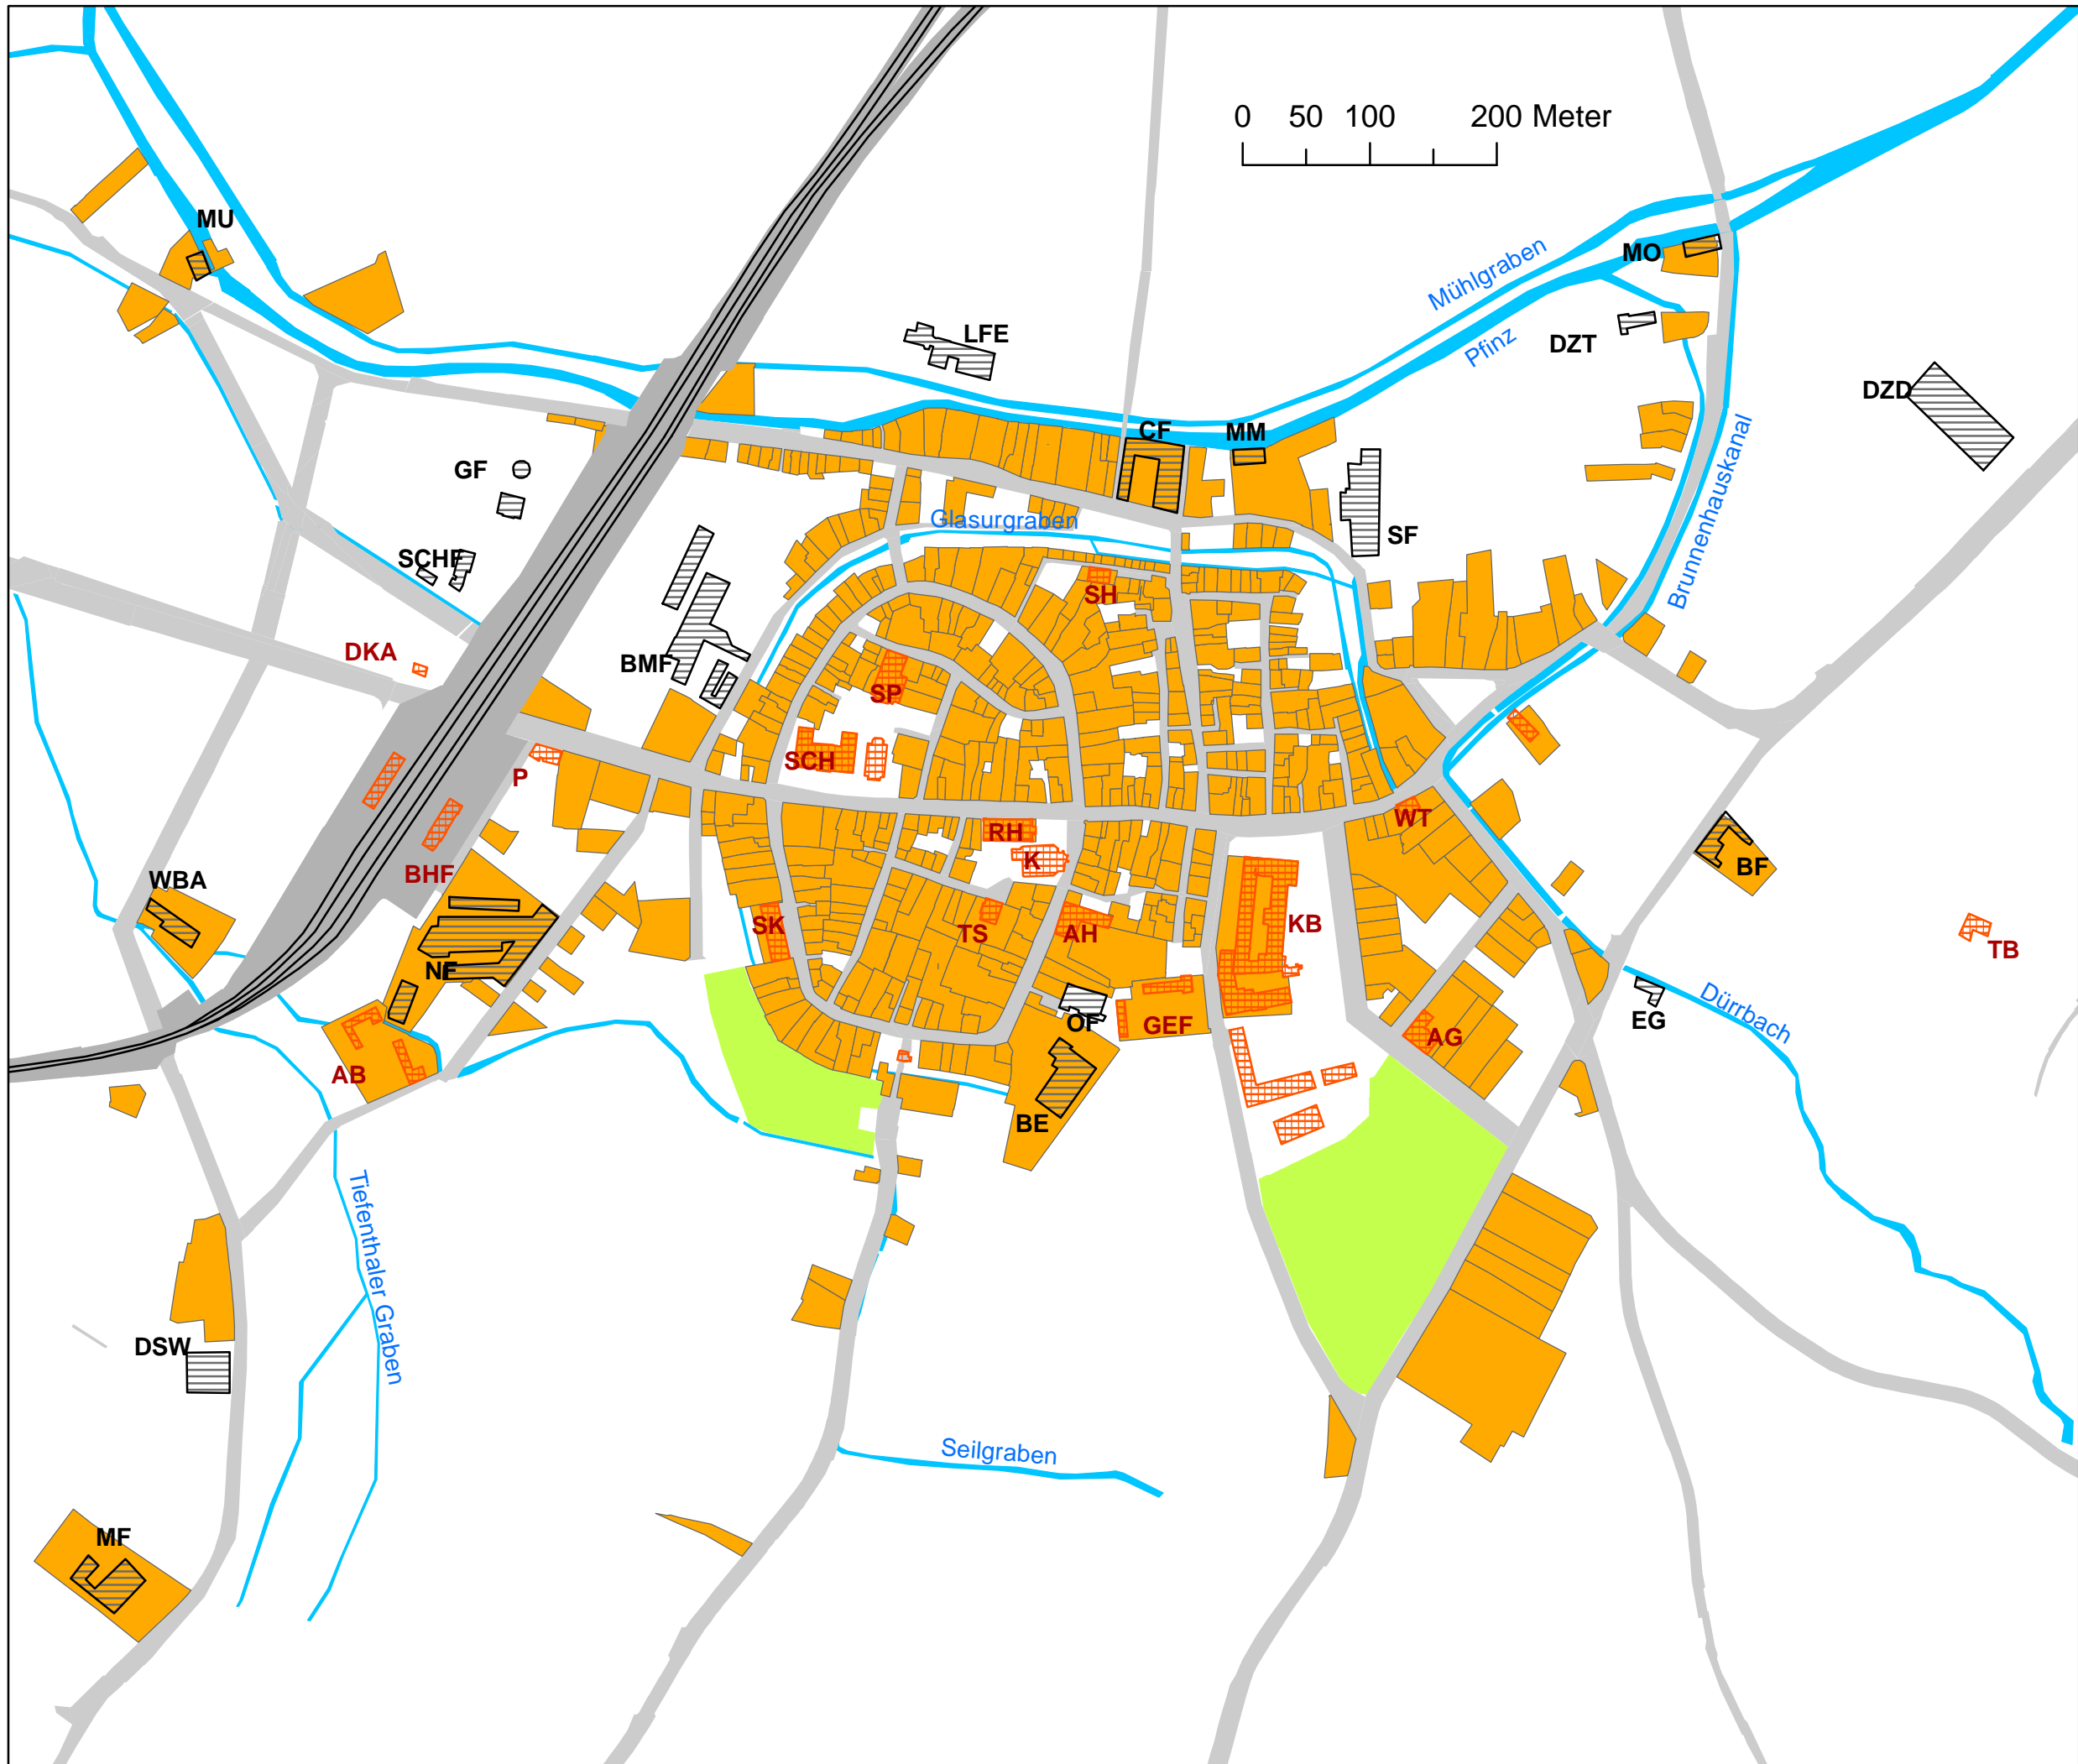 0 50 100 200 Meter
MU
MO
Mühlgraben
Pfinz
LFE
DZT
DZD
CF
MM
GF
Glasurgraben
SF
Brunnenhauskanal
SCHF
SH
DKA
BMF
SP
SCH
P
WT
RH
K
BHF
BF
WBA
SK
TS
AH
KB
TB
NF
Dürrbach
OF
GEF
EG
AG
AB
BE
Tiefenthaler Graben
DSW
Seilgraben
MF